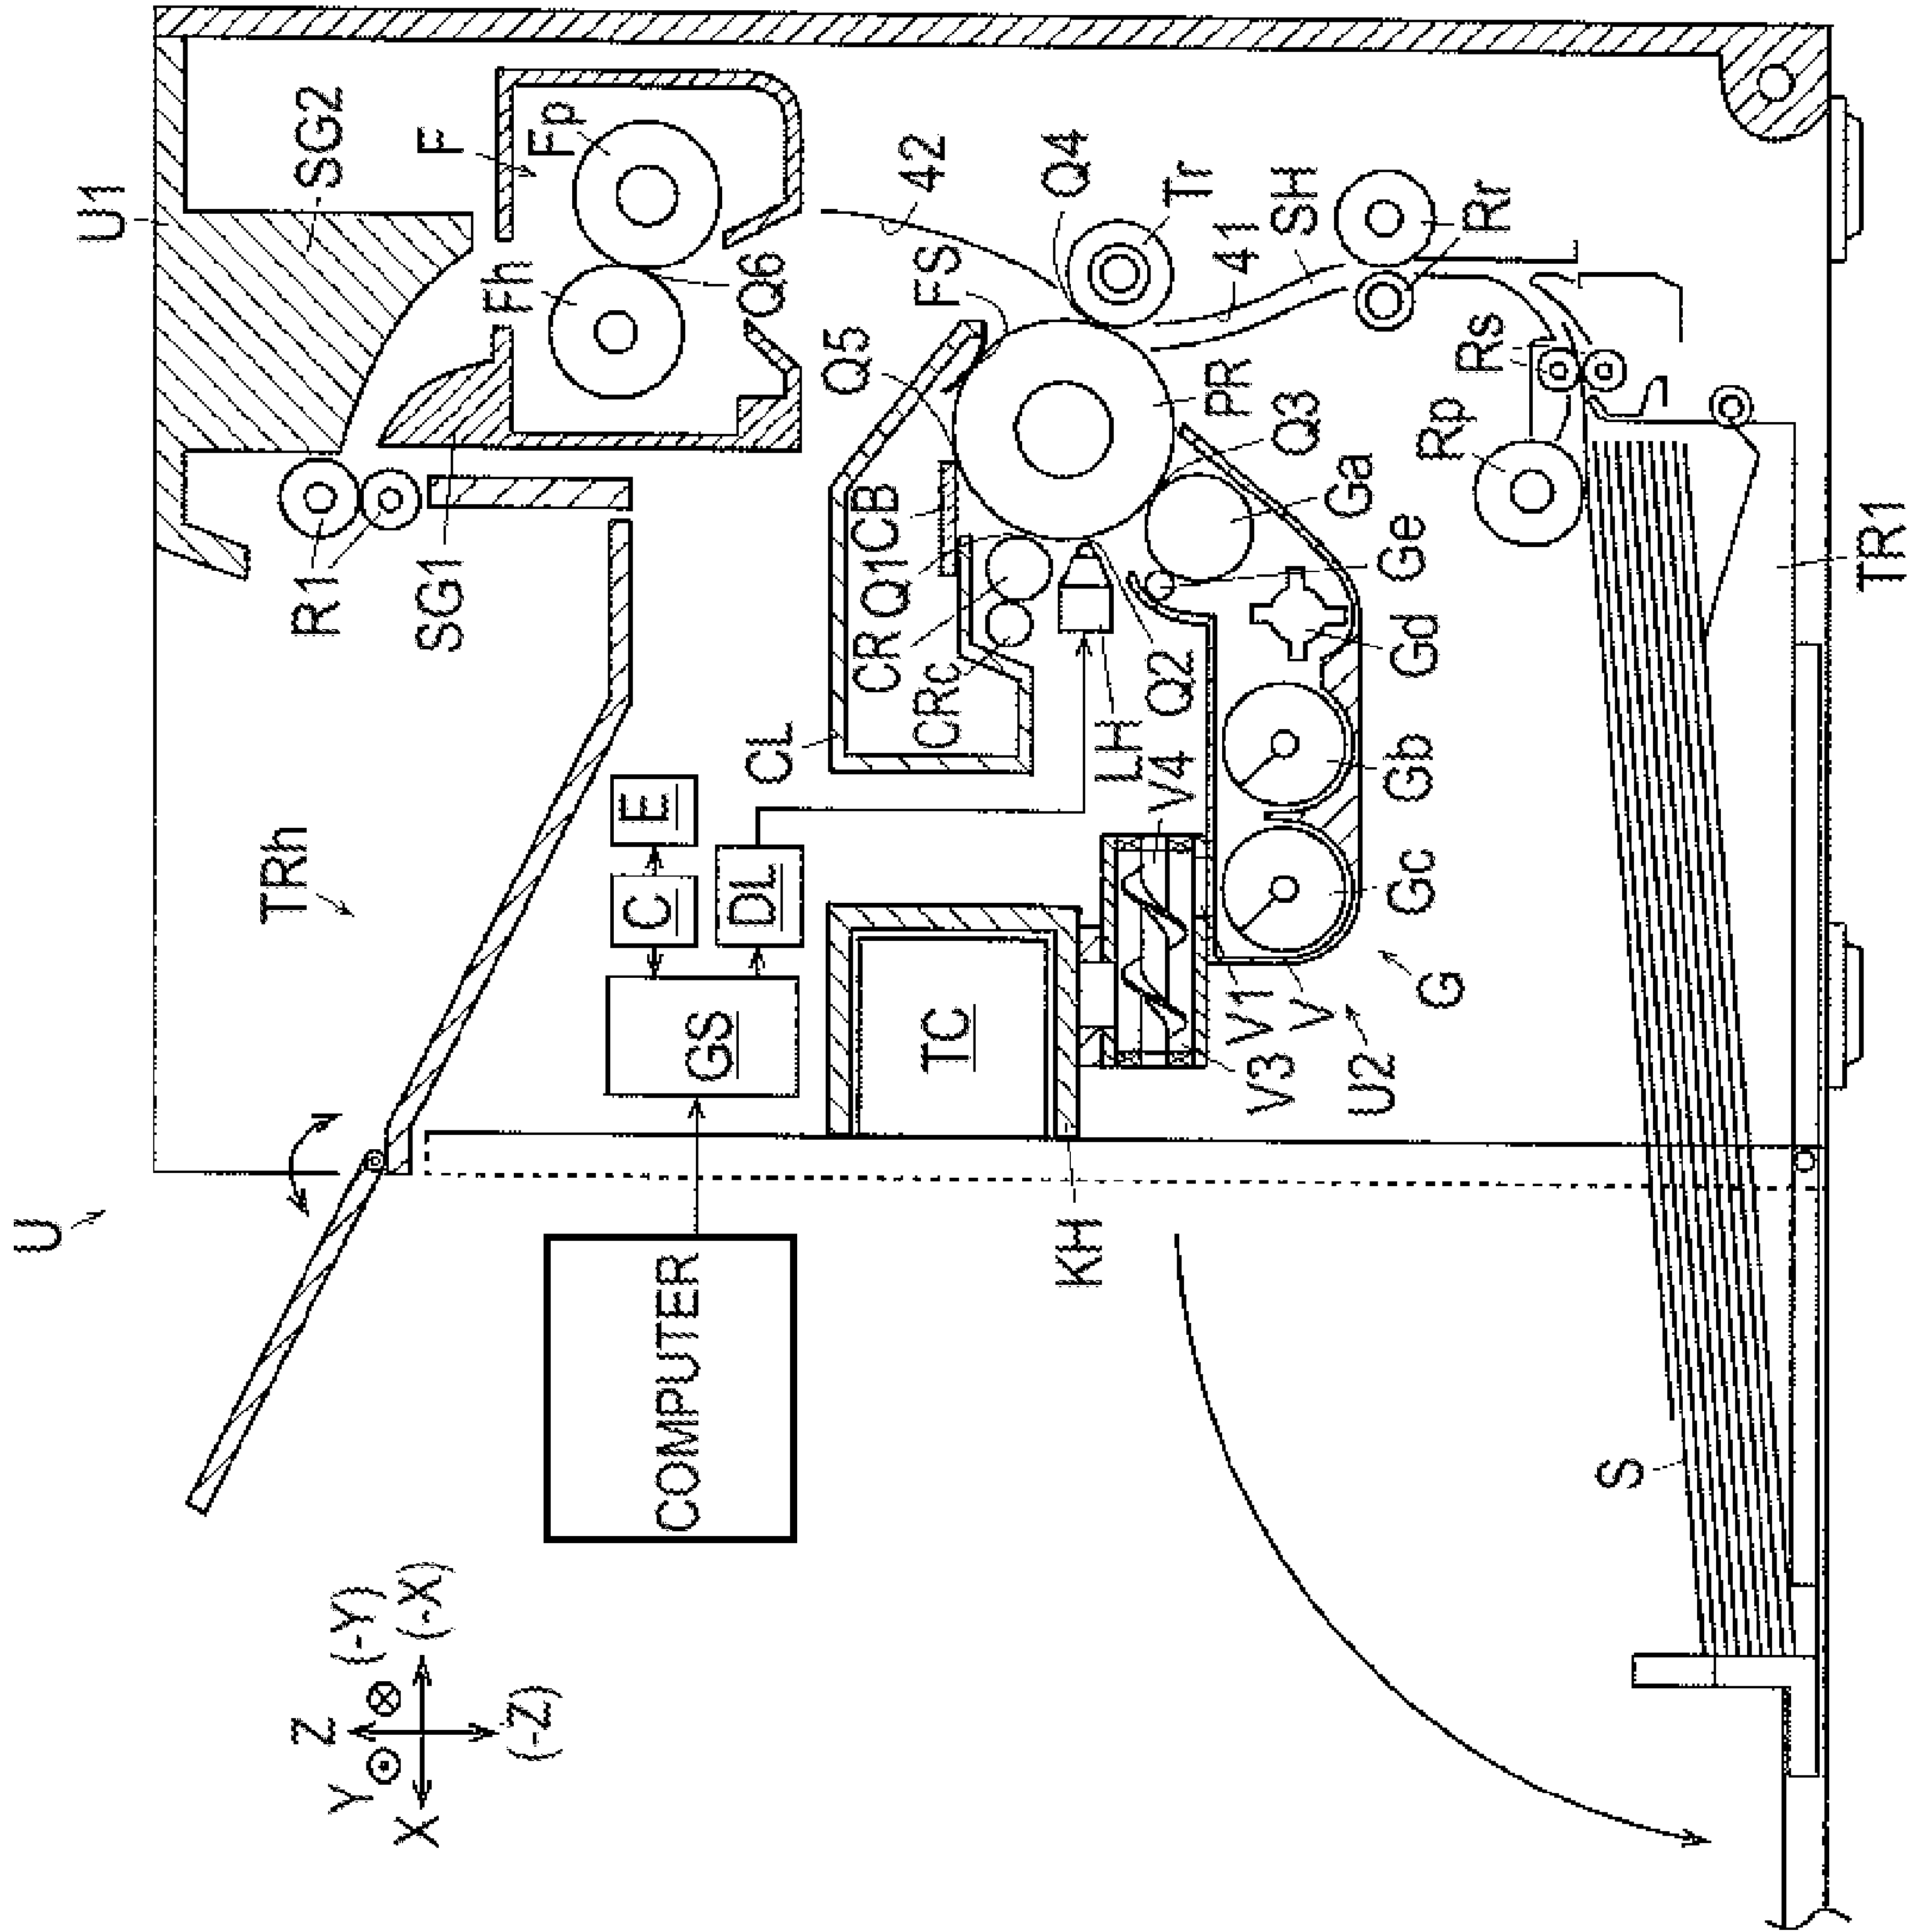 U
U1
SG2
F
Fp
Fh
Q6
R1
SG1
TRh
42
Q4
Tr
FS
Q5
41
SH
Rr
Rs
Rp
PR
Q3
Ga
Ge
Gd
Gb
Gc
G
CB
Q1
CR
CRc
CL
Q2
LH
V4
E
C
DL
GS
TC
V1
V
V3
U2
KH
COMPUTER
TR1
S
Z
(-Y)
Y
(-X)
X
(-Z)